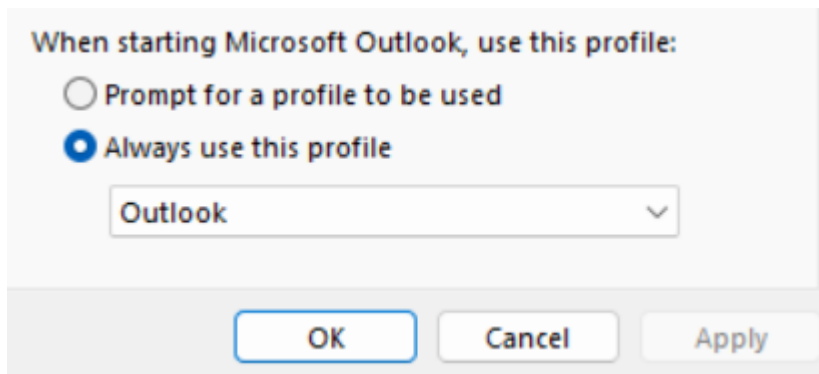 When starting Microsoft Outlook, use this profile:
Prompt for a profile to be used
Always use this profile
Outlook
OK Cancel Apply